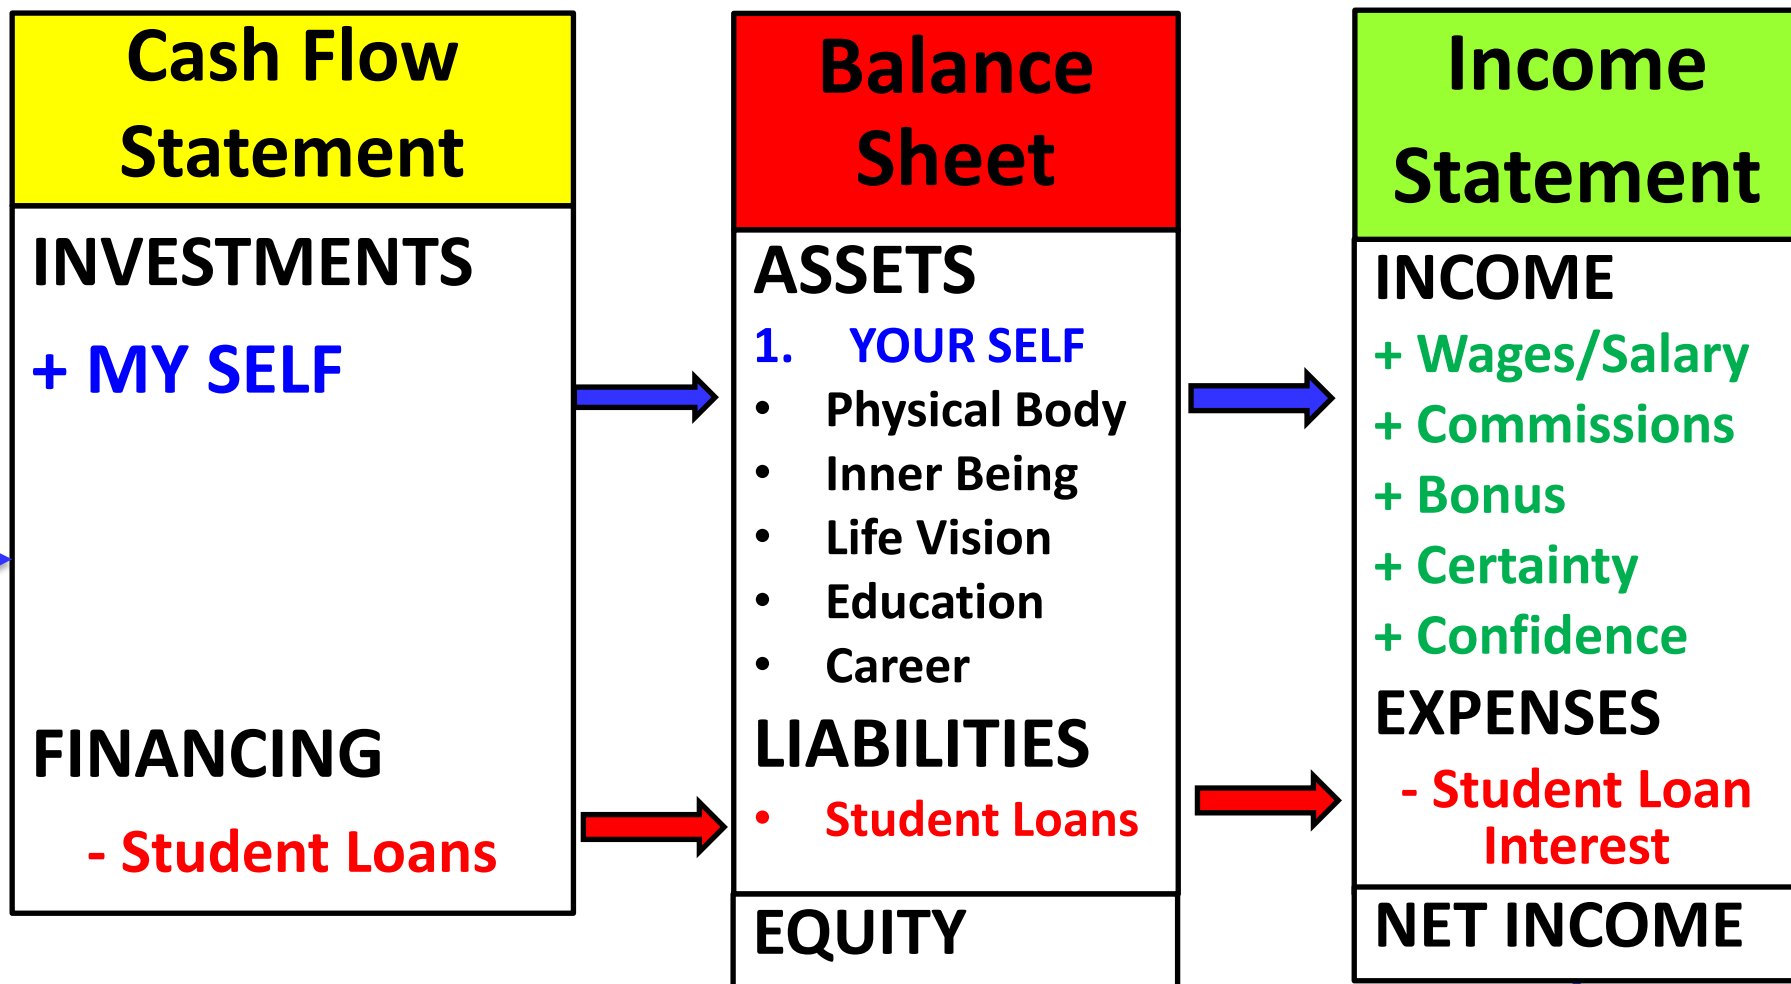 Cash Flow
Statement
INVESTMENTS
+ MY SELF
FINANCING
- Student Loans
Balance
Sheet
ASSETS
1. YOUR SELF
• Physical Body
• Inner Being
• Life Vision
• Education
• Career
LIABILITIES
• Student Loans
EQUITY
Income
Statement
INCOME
+ Wages/Salary
+ Commissions
+ Bonus
+ Certainty
+ Confidence
EXPENSES
- Student Loan
Interest
NET INCOME